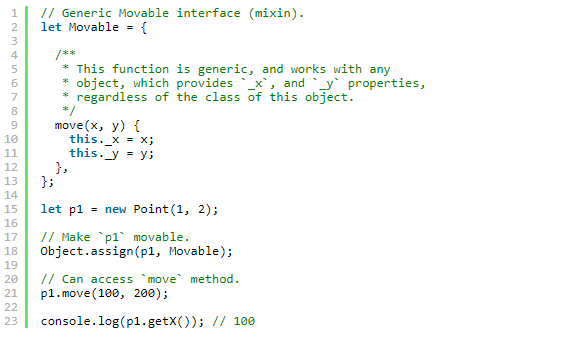 1 // Generic Movable interface (mixin).
2 let Movable = {
3
4   /**
5    * This function is generic, and works with any
6    * object, which provides `_x`, and `_y` properties,
7    * regardless of the class of this object.
8    */
9   move(x, y) {
10     this._x = x;
11     this._y = y;
12   },
13 };
14
15 let p1 = new Point(1, 2);
16
17 // Make `p1` movable.
18 Object.assign(p1, Movable);
19
20 // Can access `move` method.
21 p1.move(100, 200);
22
23 console.log(p1.getX()); // 100